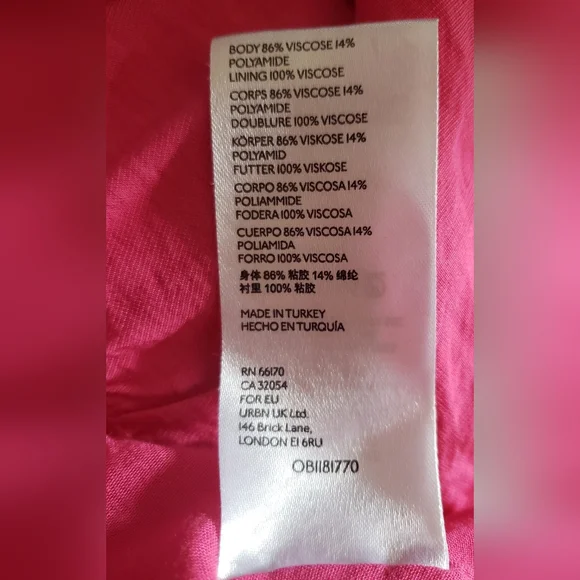 BODY 86% VISCOSE 14%
POLYAMIDE
LINING 100% VISCOSE
CORPS 86% VISCOSE 14%
POLYAMIDE
DOUBLURE 100% VISCOSE
KÖRPER 86% VISKOSE 14%
POLYAMID
FUTTER 100% VISKOSE
CORPO 86% VISCOSA 14%
POLIAMMIDE
FODERA 100% VISCOSA
CUERPO 86% VISCOSA 14%
POLIAMIDA
FORRO 100% VISCOSA
身体 86% 粘胶 14% 绵纶
衬里 100% 粘胶
MADE IN TURKEY
HECHO EN TURQUÍA
RN 66170
CA 32054
FOR EU
URBN UK Ltd.
146 Brick Lane,
LONDON E1 6RU
OB1181770